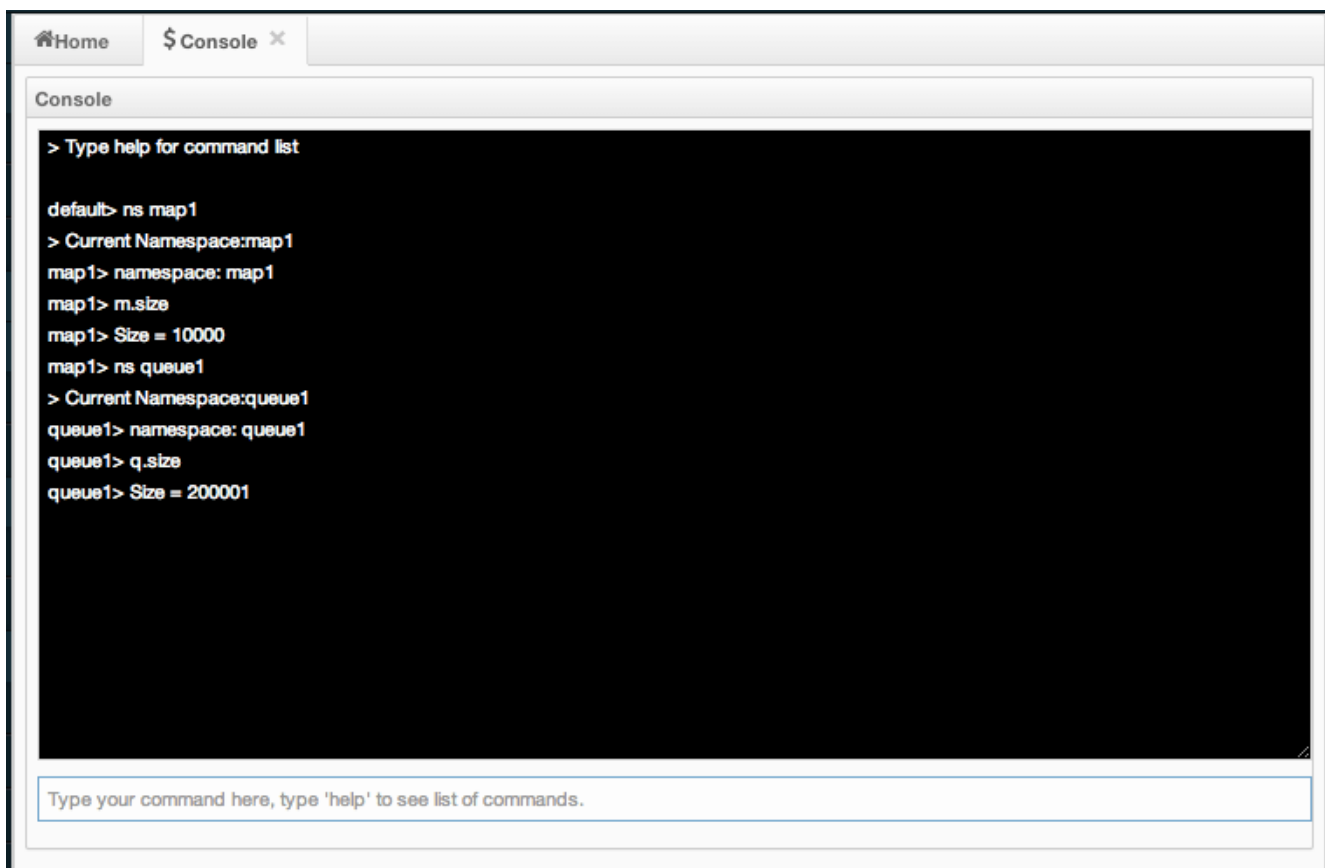 Home
$ Console ×
Console
> Type help for command list
default> ns map1
> Current Namespace:map1
map1> namespace: map1
map1> m.size
map1> Size = 10000
map1> ns queue1
> Current Namespace:queue1
queue1> namespace: queue1
queue1> q.size
queue1> Size = 200001
Type your command here, type 'help' to see list of commands.